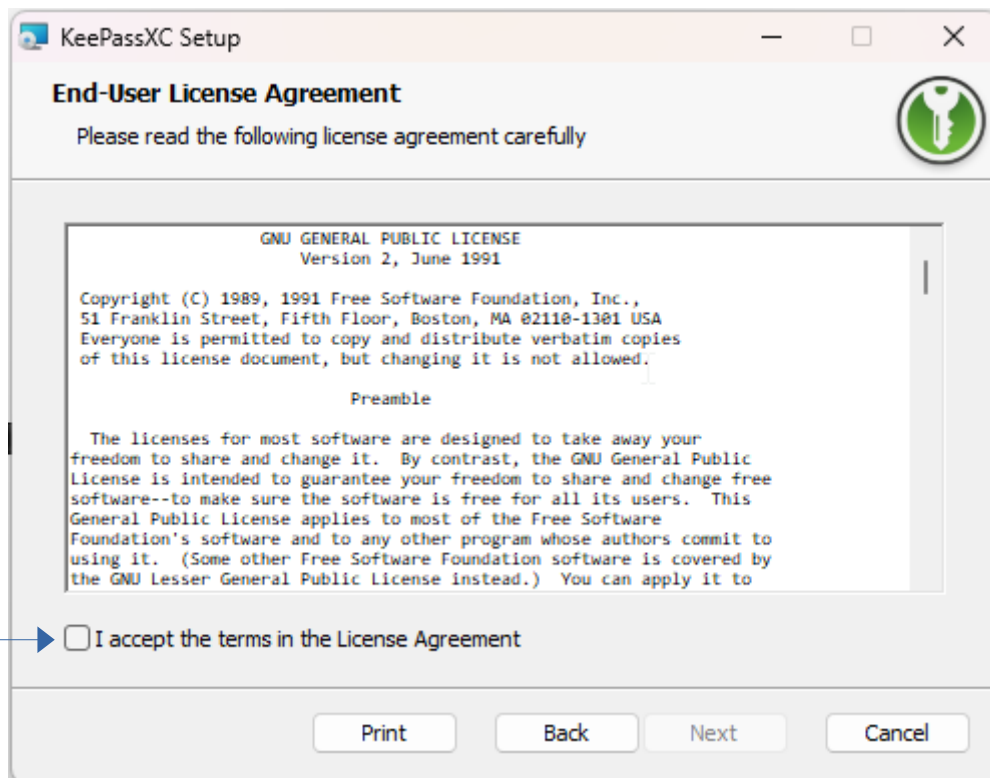 KeePassXC Setup
End-User License Agreement
Please read the following license agreement carefully
GNU GENERAL PUBLIC LICENSE
Version 2, June 1991
Copyright (C) 1989, 1991 Free Software Foundation, Inc.,
51 Franklin Street, Fifth Floor, Boston, MA 02110-1301 USA
Everyone is permitted to copy and distribute verbatim copies
of this license document, but changing it is not allowed.
Preamble
The licenses for most software are designed to take away your
freedom to share and change it.  By contrast, the GNU General Public
License is intended to guarantee your freedom to share and change free
software--to make sure the software is free for all its users.  This
General Public License applies to most of the Free Software
Foundation's software and to any other program whose authors commit to
using it.  (Some other Free Software Foundation software is covered by
the GNU Lesser General Public License instead.)  You can apply it to
I accept the terms in the License Agreement
Print Back Next Cancel